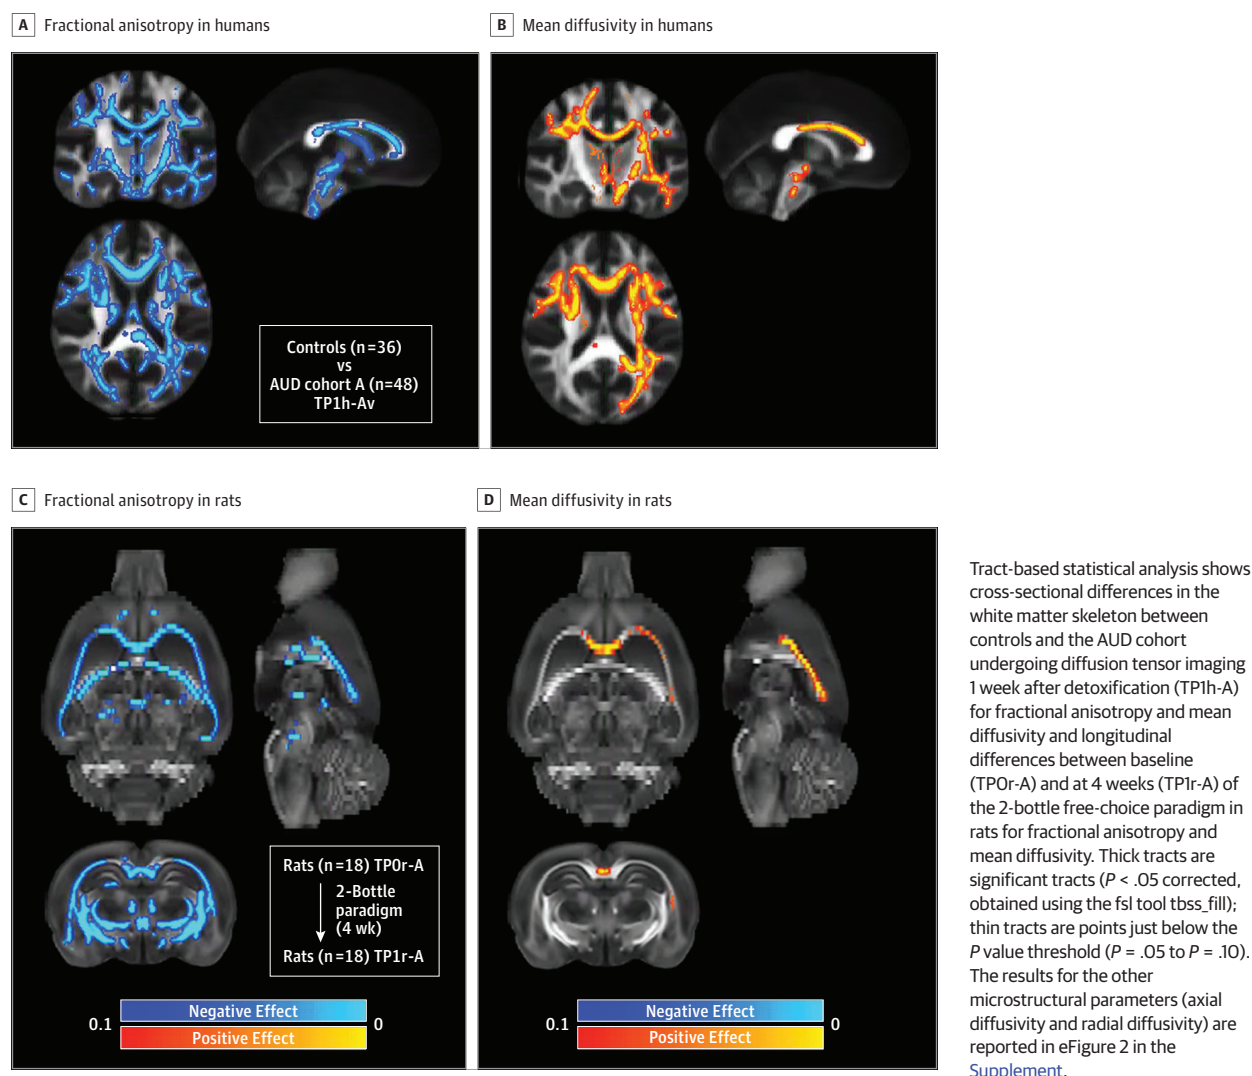 A Fractional anisotropy in humans
B Mean diffusivity in humans
Controls (n=36)
vs
AUD cohort A (n=48)
TP1h-Av
C Fractional anisotropy in rats
D Mean diffusivity in rats
Rats (n=18) TP0r-A
2-Bottle
paradigm
(4 wk)
Rats (n=18) TP1r-A
0.1
Negative Effect
Positive Effect
0
0.1
Negative Effect
Positive Effect
0
Tract-based statistical analysis shows
cross-sectional differences in the
white matter skeleton between
controls and the AUD cohort
undergoing diffusion tensor imaging
1 week after detoxification (TP1h-A)
for fractional anisotropy and mean
diffusivity and longitudinal
differences between baseline
(TP0r-A) and at 4 weeks (TP1r-A) of
the 2-bottle free-choice paradigm in
rats for fractional anisotropy and
mean diffusivity. Thick tracts are
significant tracts (P < .05 corrected,
obtained using the fsl tool tbss_fill);
thin tracts are points just below the
P value threshold (P = .05 to P = .10).
The results for the other
microstructural parameters (axial
diffusivity and radial diffusivity) are
reported in eFigure 2 in the
Supplement.